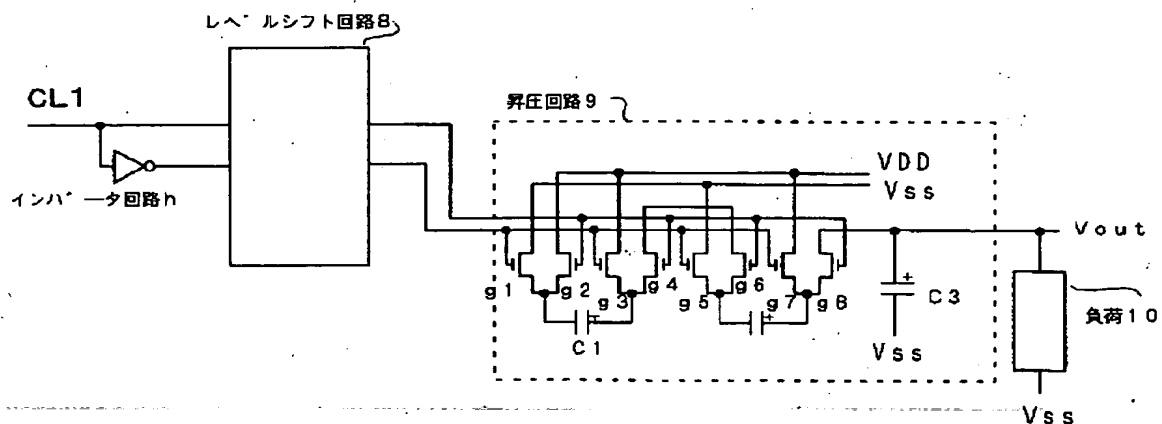 レベルシフト回路8
CL1
インバータ回路h
昇圧回路9
VDD
Vss
Vout
g1
g2
g3
g4
g5
g6
g7
g8
C1
C3
Vss
負荷10
Vss